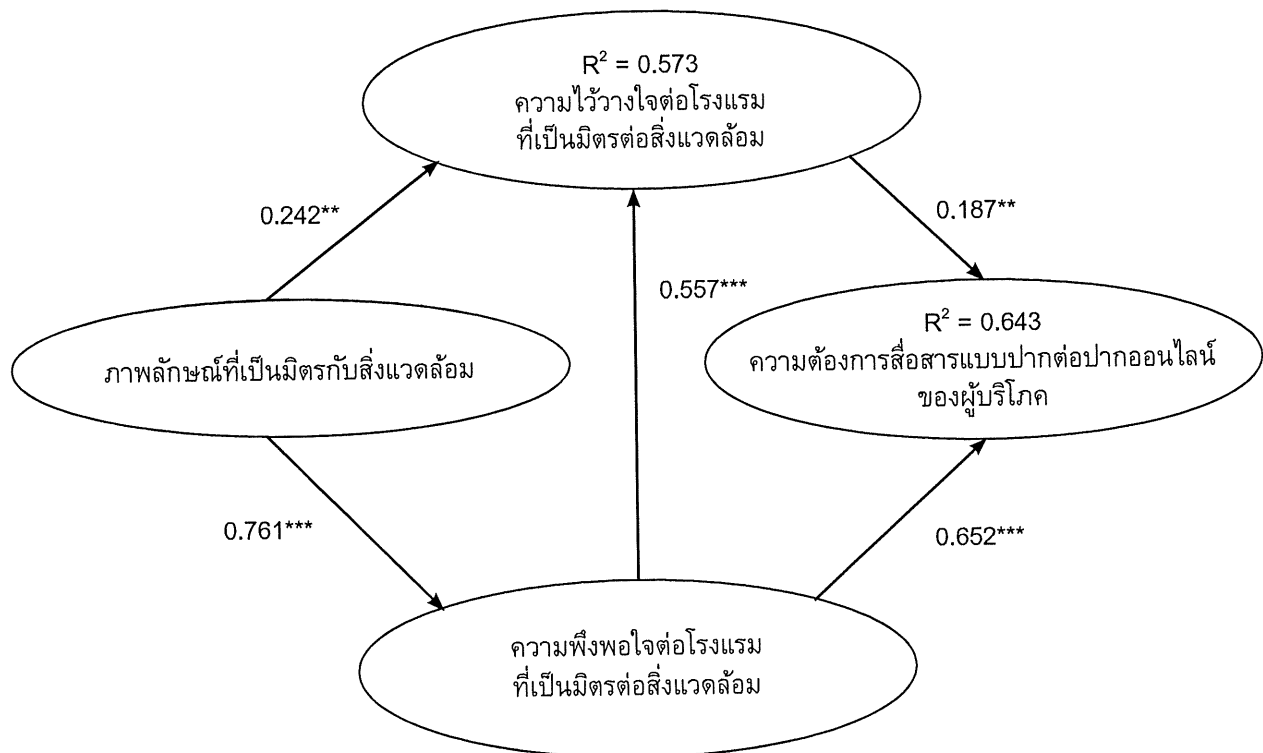 R² = 0.573
ความไว้วางใจต่อโรงแรม
ที่เป็นมิตรต่อสิ่งแวดล้อม
0.242**
0.187**
0.557***
ภาพลักษณ์ที่เป็นมิตรกับสิ่งแวดล้อม
R² = 0.643
ความต้องการสื่อสารแบบปากต่อปากออนไลน์
ของผู้บริโภค
0.761***
0.652***
ความพึงพอใจต่อโรงแรม
ที่เป็นมิตรต่อสิ่งแวดล้อม